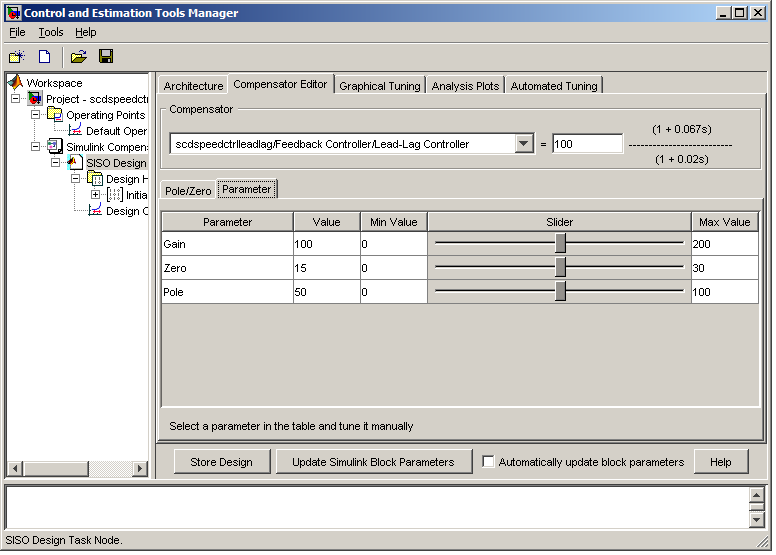 Control and Estimation Tools Manager
File Tools Help
Workspace
Project - scdspeedctr
Operating Points
Default Oper
Simulink Compens
SISO Design
Design H
Initia
Design O
Architecture Compensator Editor Graphical Tuning Analysis Plots Automated Tuning
Compensator
scdspeedctrlleadlag/Feedback Controller/Lead-Lag Controller = 100
(1 + 0.067s)
--------------------------
(1 + 0.02s)
Pole/Zero Parameter
Parameter Value Min Value Slider Max Value
Gain 100 0 200
Zero 15 0 30
Pole 50 0 100
Select a parameter in the table and tune it manually
Store Design Update Simulink Block Parameters Automatically update block parameters Help
SISO Design Task Node.